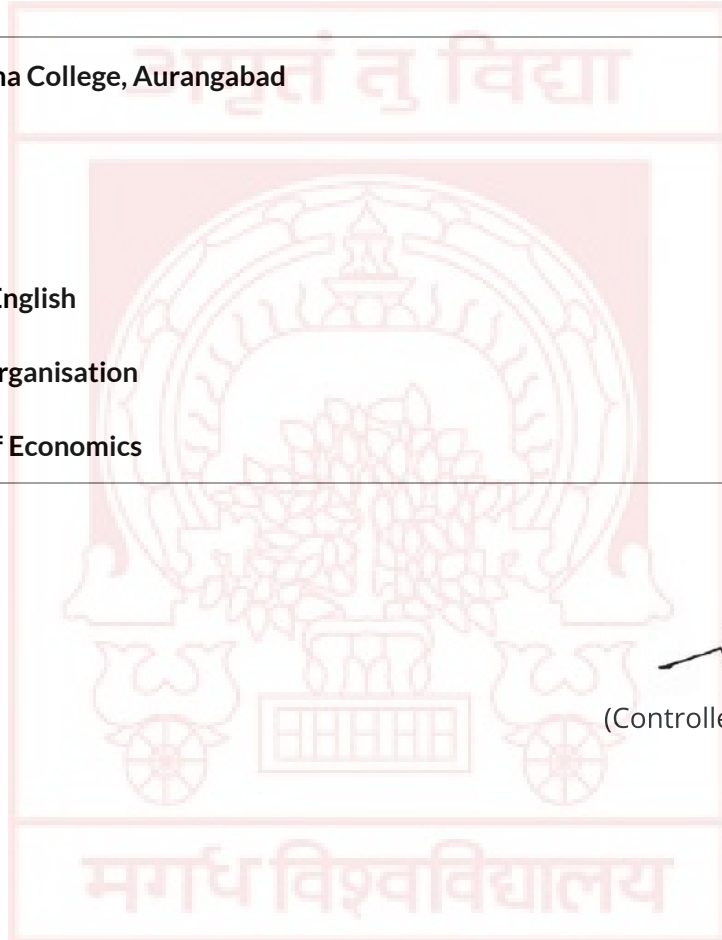 अमृतं तु विद्या
na College, Aurangabad
English
rganisation
f Economics
(Controlle
मगध विश्वविद्यालय